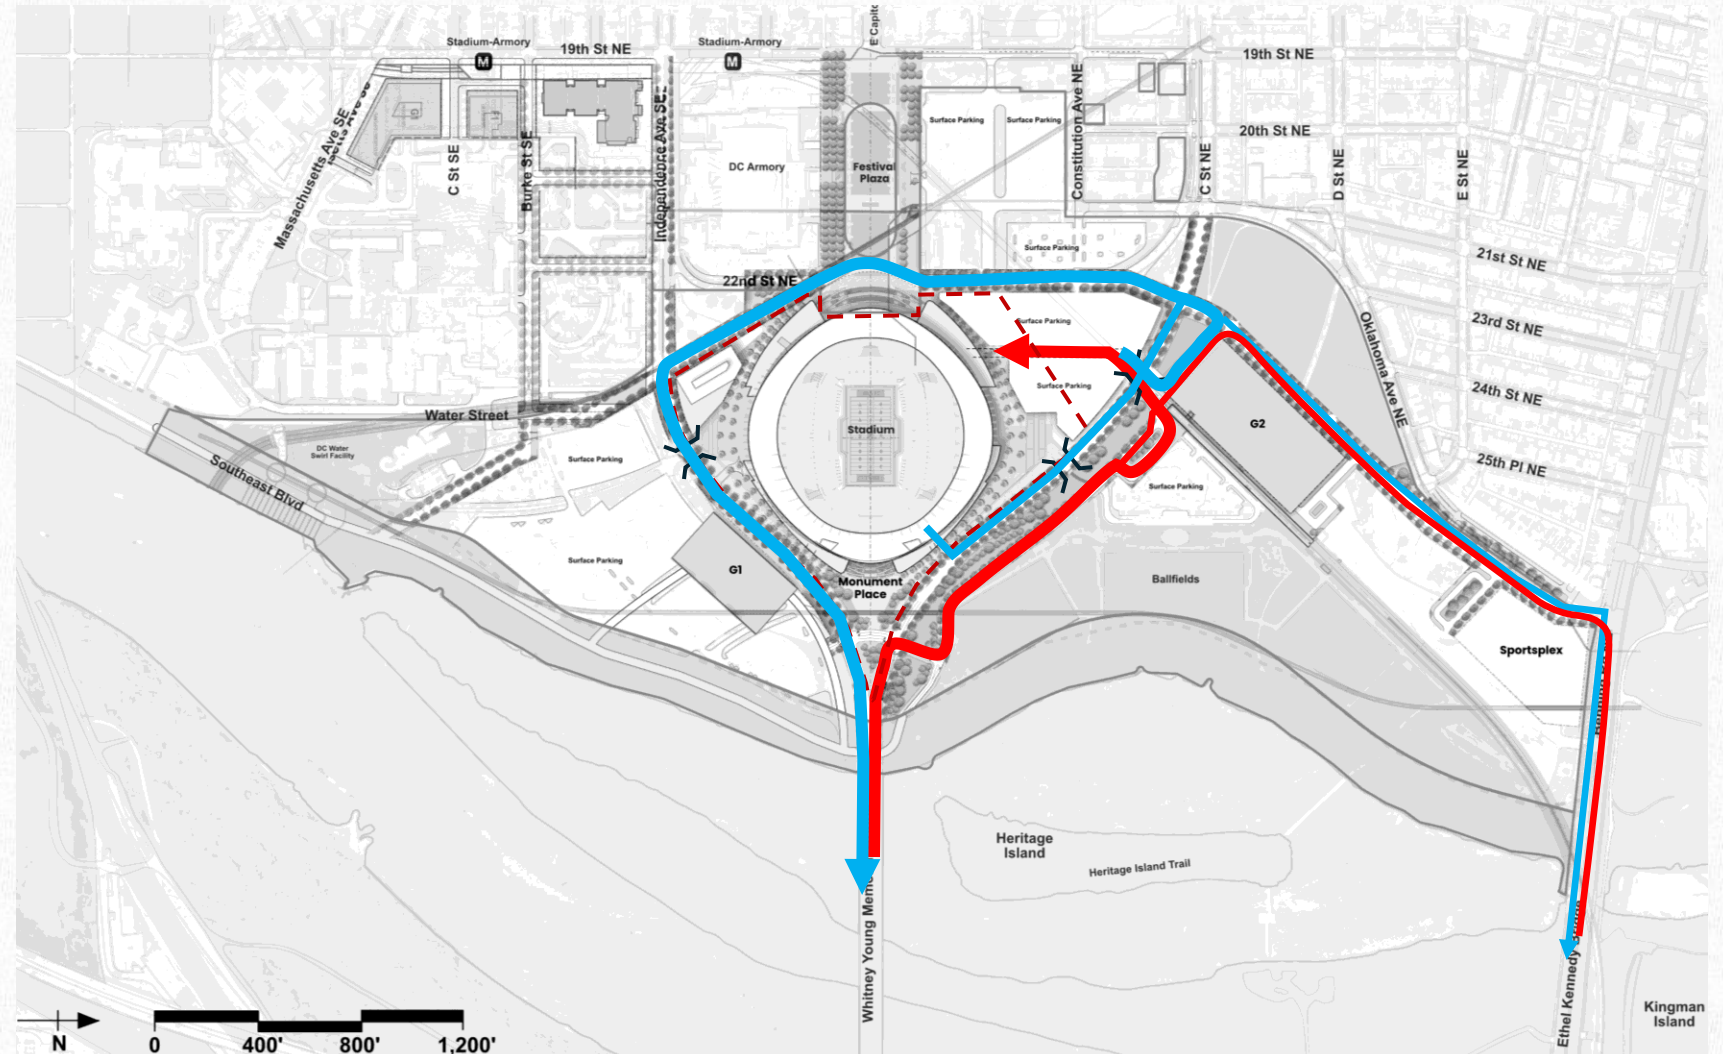 Stadium-Armory
M
19th St NE
Stadium-Armory
M
E Capito
19th St NE
20th St NE
Massachusetts Ave SE
C St SE
Burke St SE
Independence Ave SE
DC Armory
Festival
Plaza
Surface Parking
Surface Parking
Constitution Ave NE
C St NE
D St NE
E St NE
Surface Parking
21st St NE
22nd St NE
23rd St NE
24th St NE
25th Pl NE
Oklahoma Ave NE
Surface Parking
Surface Parking
Water Street
Stadium
G2
DC Water
Swirl Facility
Surface Parking
Southeast Blvd
Surface Parking
Surface Parking
G1
Monument
Place
Ballfields
Sportsplex
Heritage
Island
Heritage Island Trail
Whitney Young Mem
Ethel Kennedy
Kingman
Island
N
0 400' 800' 1,200'